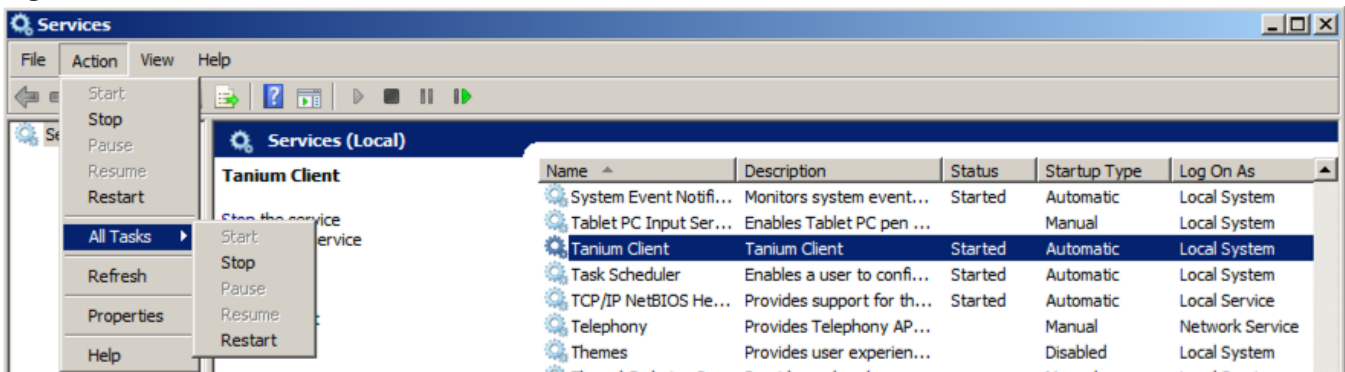 Services
File Action View Help
Start
Stop
Pause
Resume
Restart
All Tasks
Refresh
Properties
Help
Start
Stop
Pause
Resume
Restart
Services (Local)
Tanium Client
Stop the service
Name Description Status Startup Type Log On As
System Event Notifi... Monitors system event... Started Automatic Local System
Tablet PC Input Ser... Enables Tablet PC pen ... Manual Local System
Tanium Client Tanium Client Started Automatic Local System
Task Scheduler Enables a user to confi... Started Automatic Local System
TCP/IP NetBIOS He... Provides support for th... Started Automatic Local Service
Telephony Provides Telephony AP... Manual Network Service
Themes Provides user experien... Disabled Local System